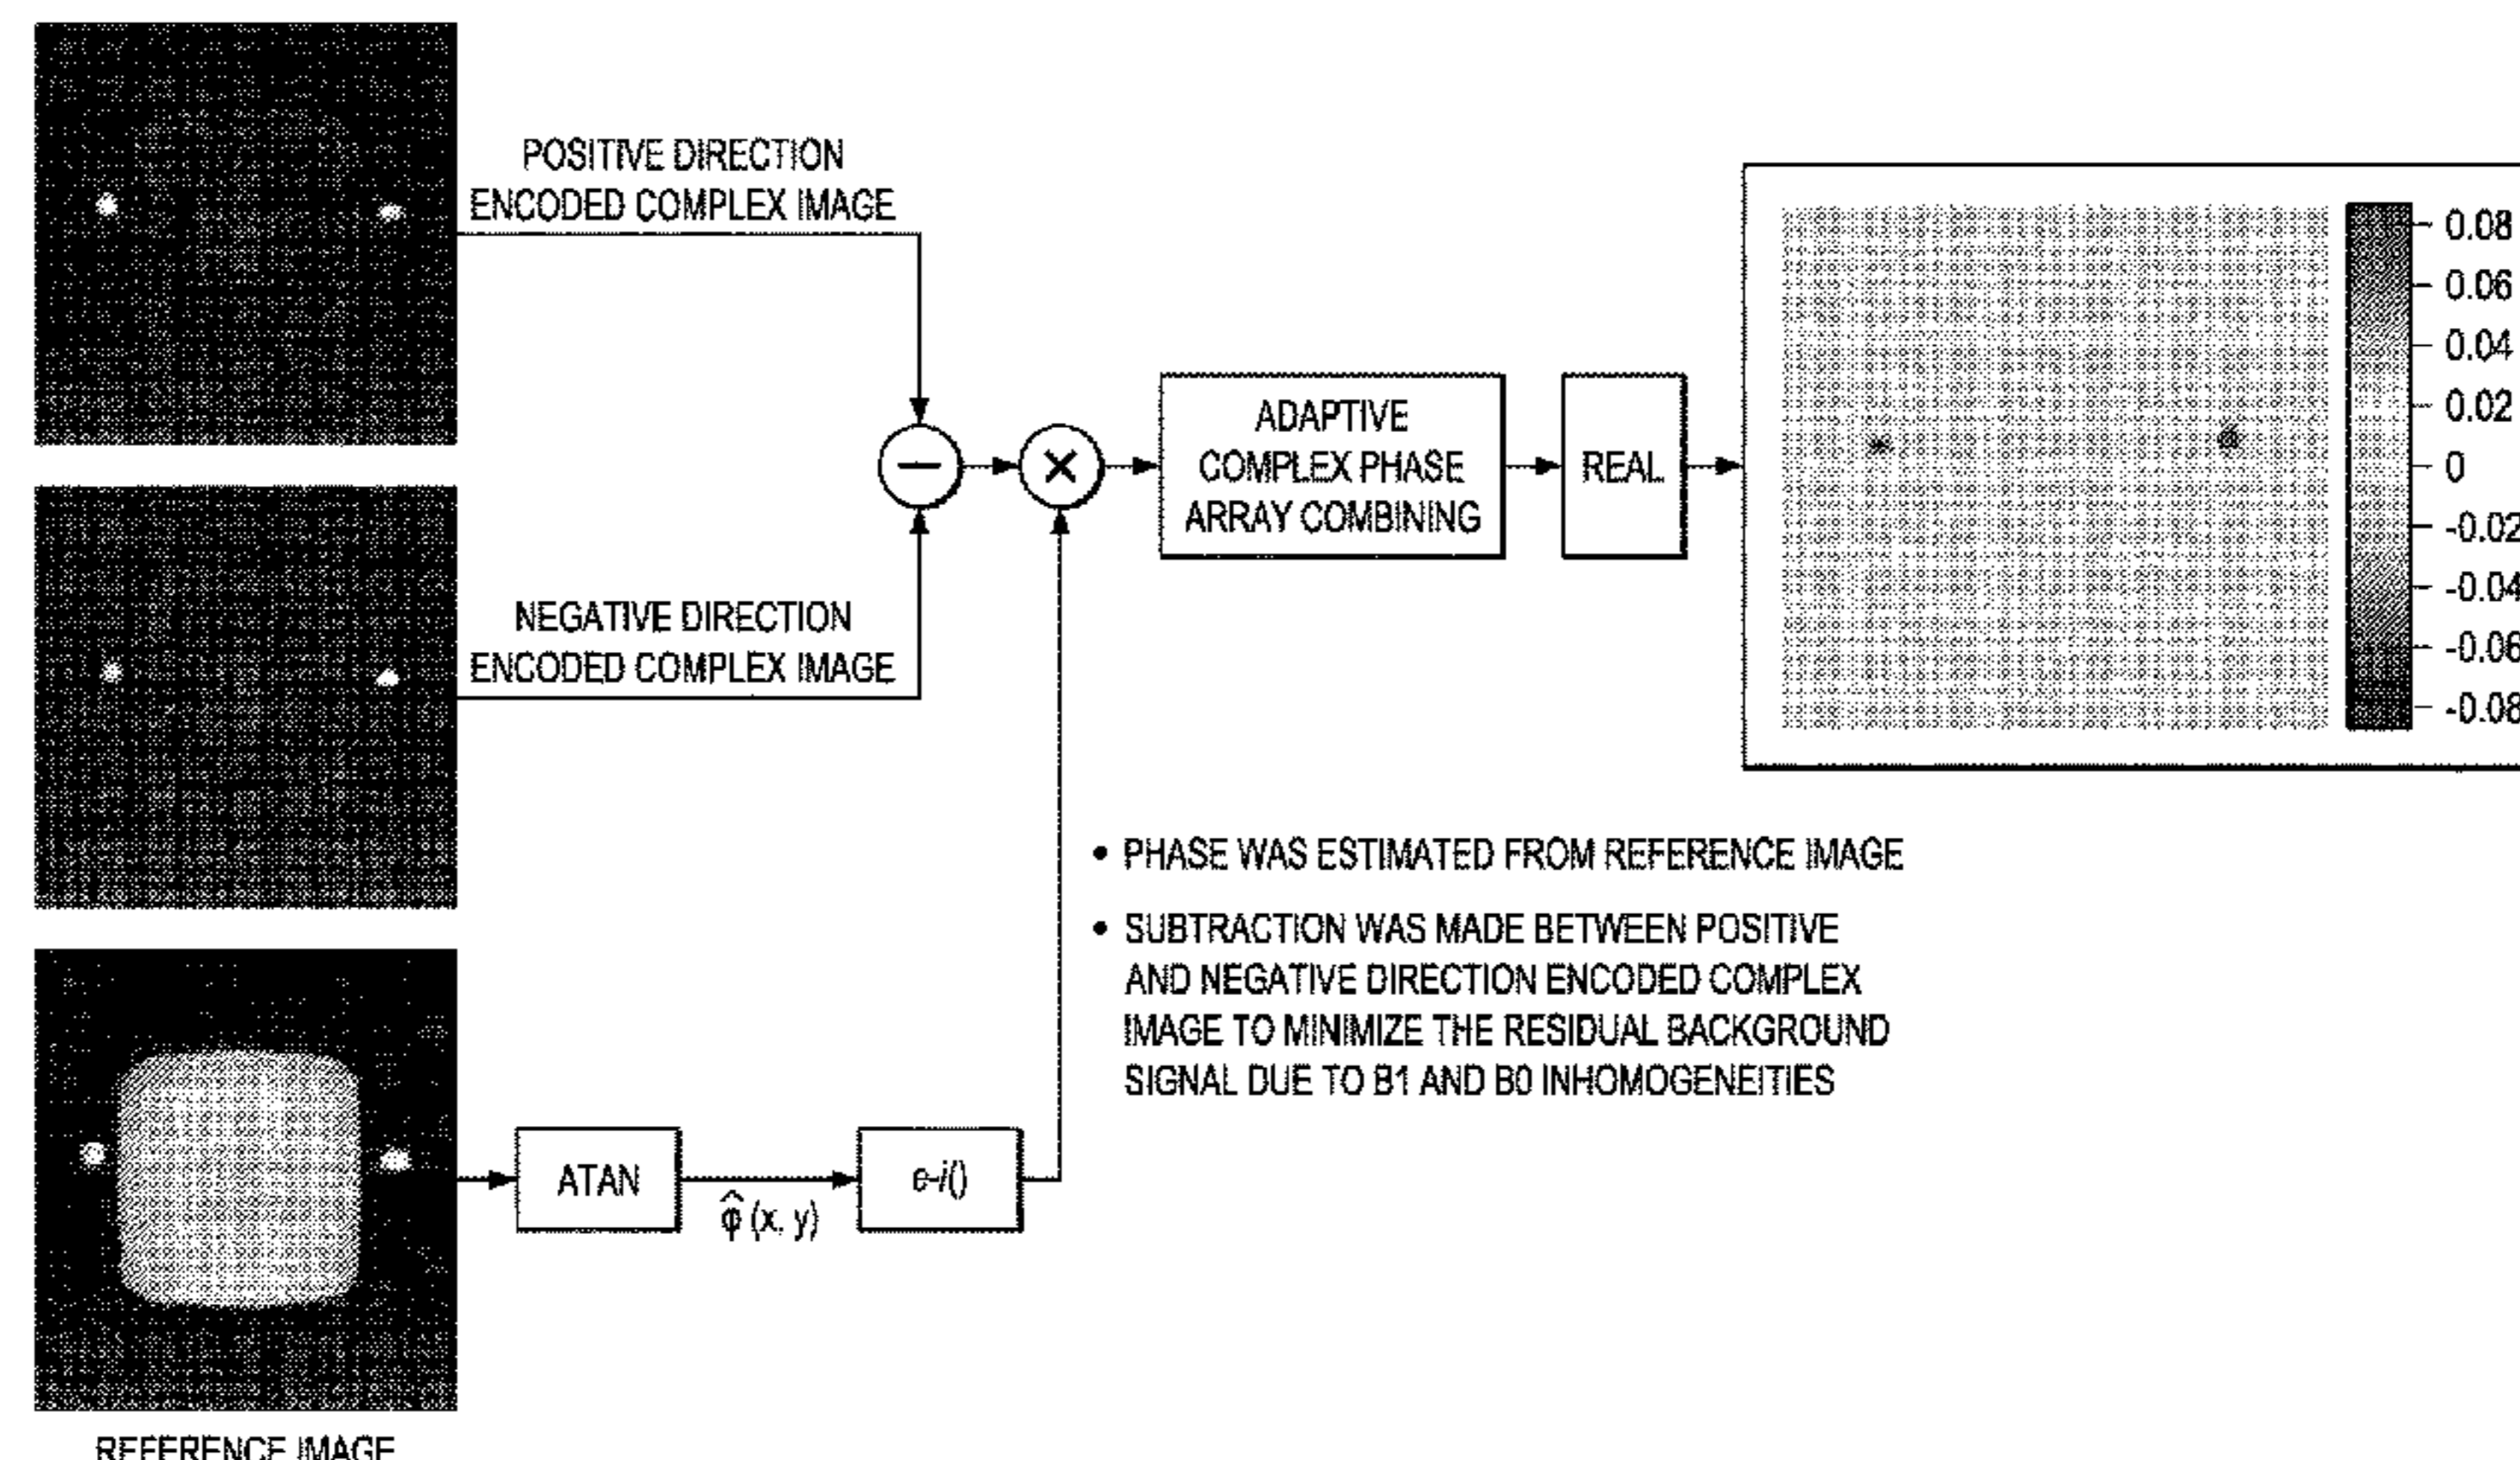 POSITIVE DIRECTION
ENCODED COMPLEX IMAGE
NEGATIVE DIRECTION
ENCODED COMPLEX IMAGE
REFERENCE IMAGE
ATAN
φ̂ (x, y)
e-i()
−
×
ADAPTIVE
COMPLEX PHASE
ARRAY COMBINING
REAL
0.08
0.06
0.04
0.02
0
-0.02
-0.04
-0.06
-0.08
• PHASE WAS ESTIMATED FROM REFERENCE IMAGE
• SUBTRACTION WAS MADE BETWEEN POSITIVE
AND NEGATIVE DIRECTION ENCODED COMPLEX
IMAGE TO MINIMIZE THE RESIDUAL BACKGROUND
SIGNAL DUE TO B1 AND B0 INHOMOGENEITIES